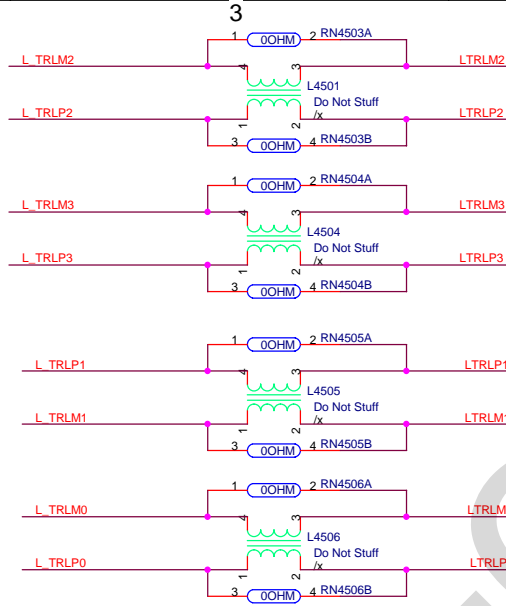 3
1 0OHM 2 RN4503A
L_TRLM2 4 3 LTRLM2
L4501
Do Not Stuff
L_TRLP2 1 2 /x LTRLP2
3 0OHM 4 RN4503B
1 0OHM 2 RN4504A
L_TRLM3 4 3 LTRLM3
L4504
Do Not Stuff
L_TRLP3 1 2 /x LTRLP3
3 0OHM 4 RN4504B
1 0OHM 2 RN4505A
L_TRLP1 4 3 LTRLP1
L4505
Do Not Stuff
L_TRLM1 1 2 /x LTRLM1
3 0OHM 4 RN4505B
1 0OHM 2 RN4506A
L_TRLM0 4 3 LTRLM
L4506
Do Not Stuff
L_TRLP0 1 2 /x LTRLP
3 0OHM 4 RN4506B